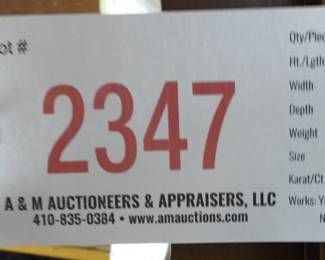 ot #
2347
A & M AUCTIONEERS & APPRAISERS, LLC
410-835-0384 • www.amauctions.com
Qty/Piec
Ht./Lgth
Width
Depth
Weight
Size
Karat/Ct
Works: Y
N